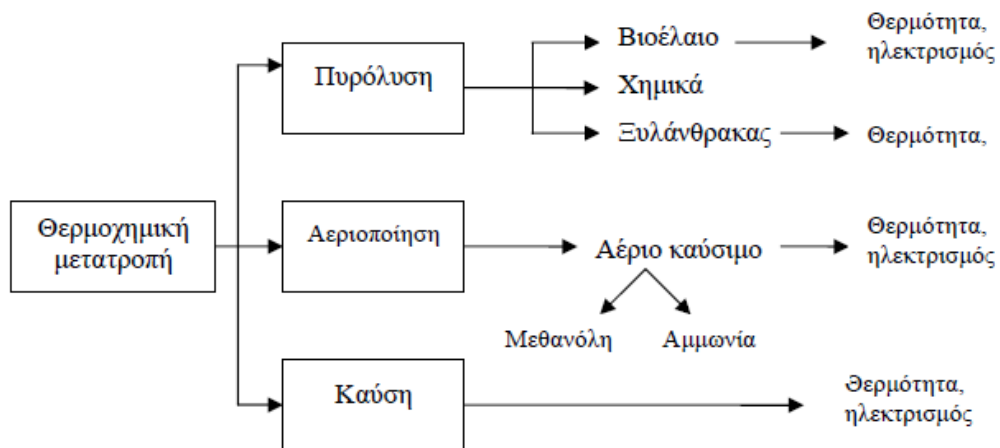 Πυρόλυση
Βιοέλαιο
Θερμότητα,
ηλεκτρισμός
Χημικά
Ξυλάνθρακας
Θερμότητα,
Θερμοχημική
μετατροπή
Αεριοποίηση
Αέριο καύσιμο
Θερμότητα,
ηλεκτρισμός
Μεθανόλη
Αμμωνία
Καύση
Θερμότητα,
ηλεκτρισμός